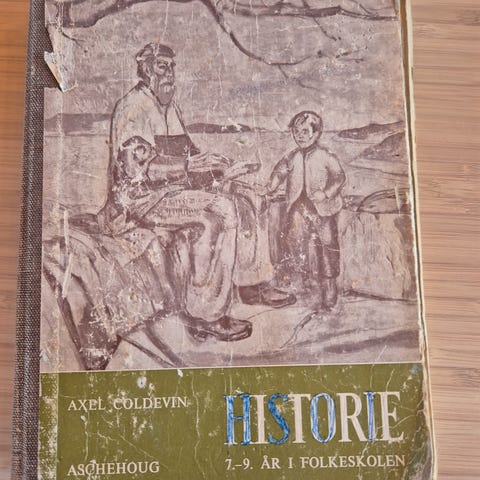 AXEL COLDEVIN
HISTORIE
ASCHEHOUG
7.–9. ÅR I FOLKESKOLEN